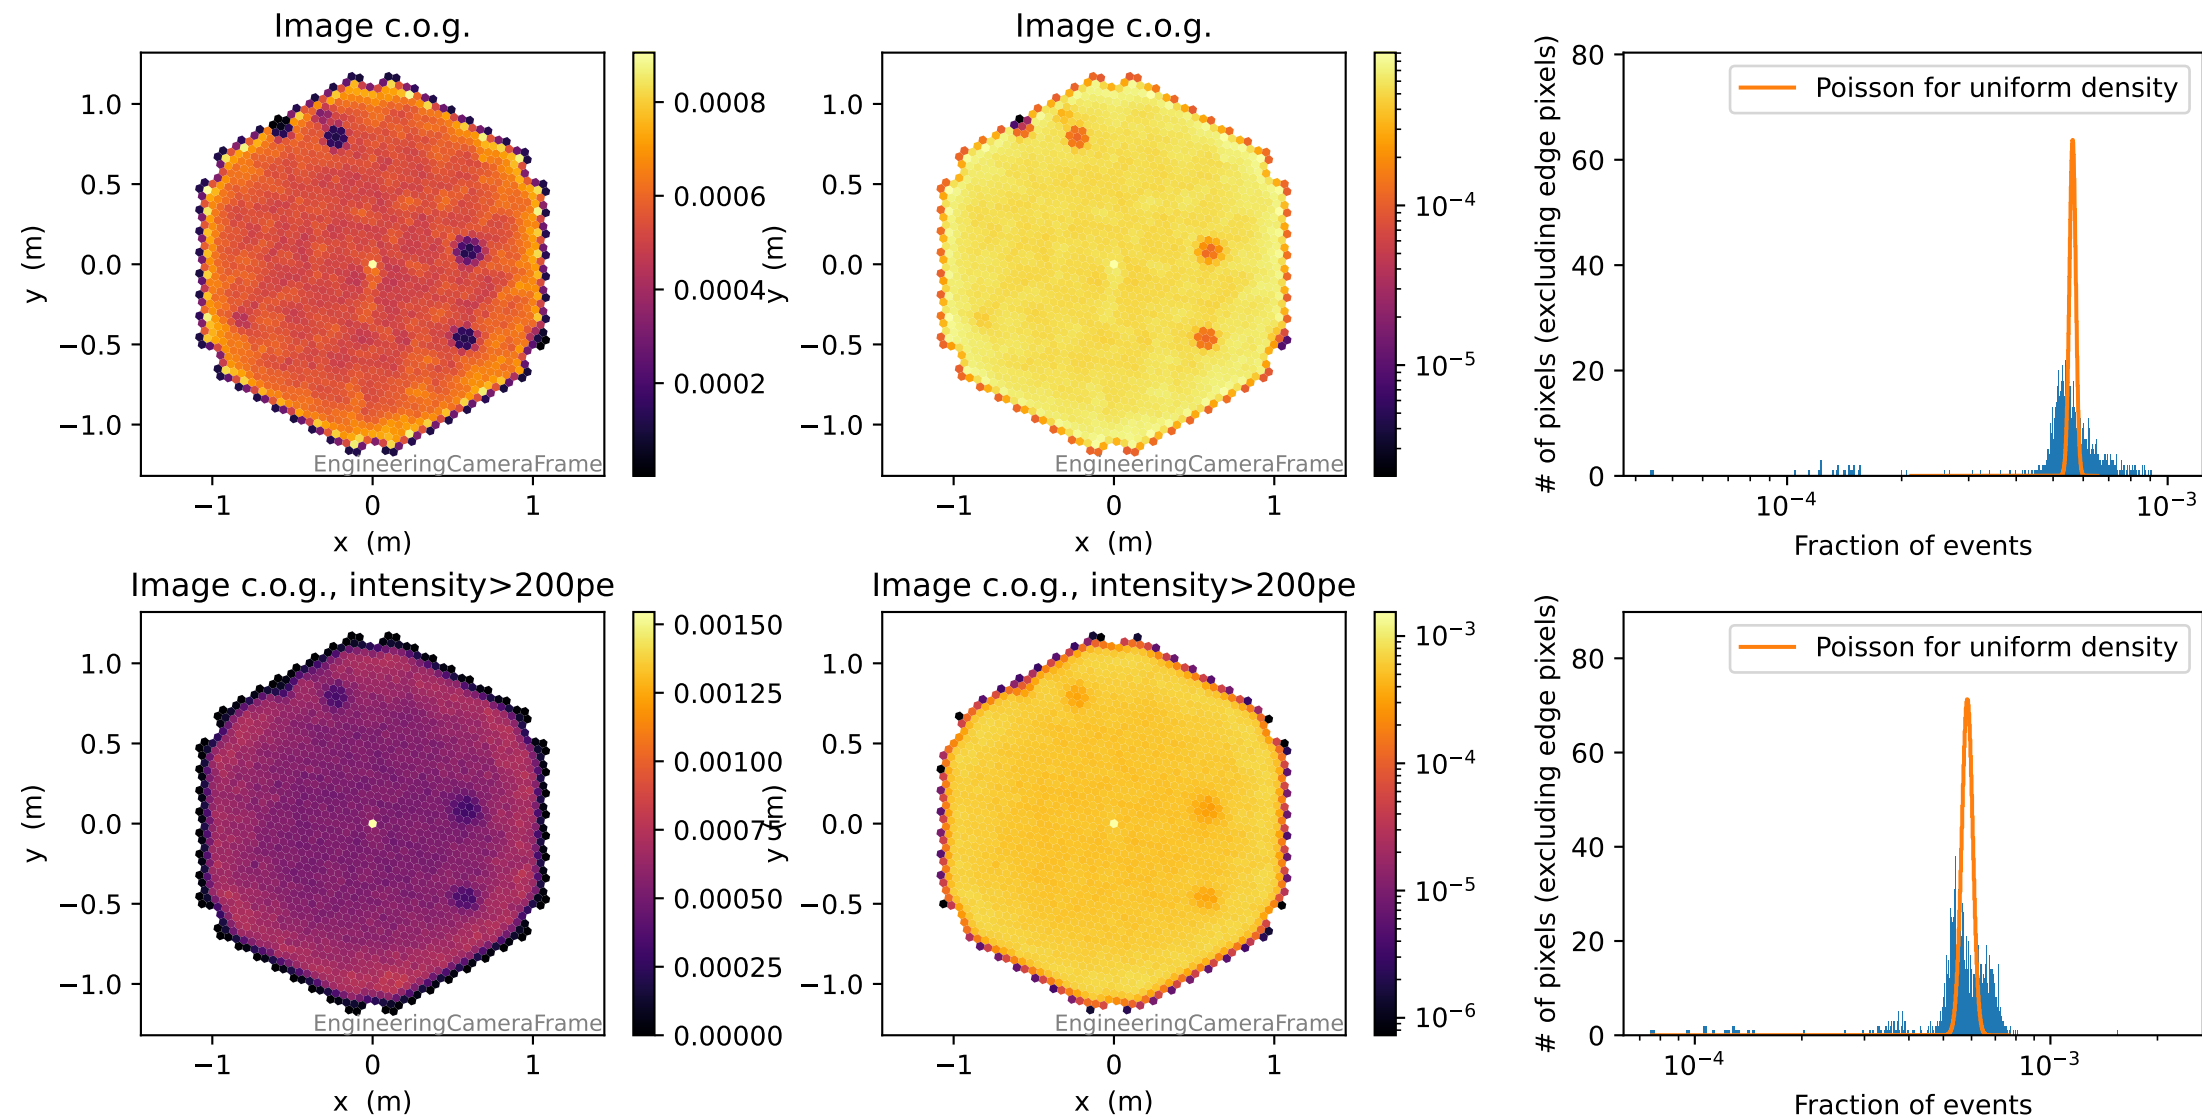 Image c.o.g.
y (m)
1.0
0.5
0.0
−0.5
−1.0
−1
0
1
x (m)
EngineeringCameraFrame
0.0008
0.0006
0.0004
0.0002
Image c.o.g.
y (m)
1.0
0.5
0.0
−0.5
−1.0
−1
0
1
x (m)
EngineeringCameraFrame
10−4
10−5
# of pixels (excluding edge pixels)
80
60
40
20
0
Poisson for uniform density
10−4
10−3
Fraction of events
Image c.o.g., intensity>200pe
y (m)
1.0
0.5
0.0
−0.5
−1.0
−1
0
1
x (m)
EngineeringCameraFrame
0.00150
0.00125
0.00100
0.00050
0.00025
0.00000
Image c.o.g., intensity>200pe
y (m)
1.0
0.5
0.0
−0.5
−1.0
−1
0
1
x (m)
EngineeringCameraFrame
10−3
10−4
10−5
10−6
# of pixels (excluding edge pixels)
80
60
40
20
0
Poisson for uniform density
10−4
10−3
Fraction of events